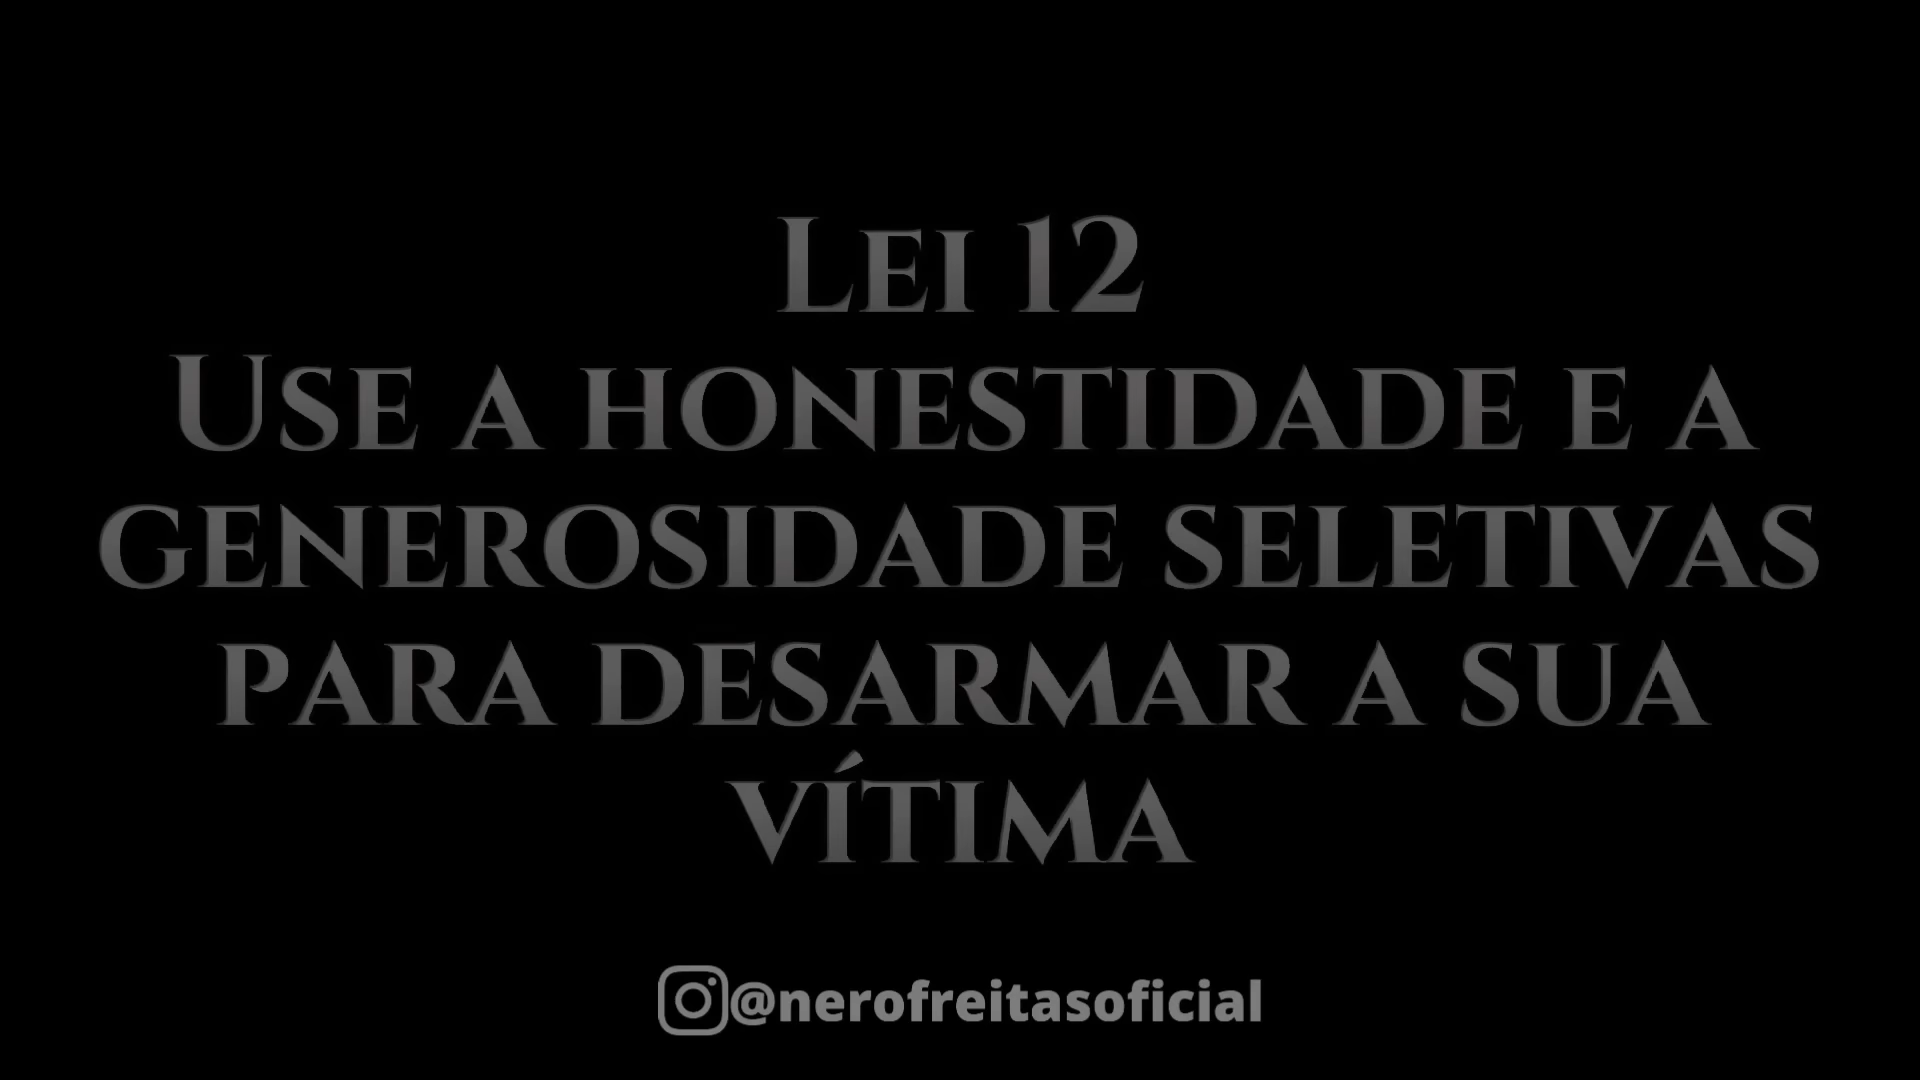 Lei 12
Use a honestidade e a
generosidade seletivas
para desarmar a sua
vítima
@nerofreitasoficial